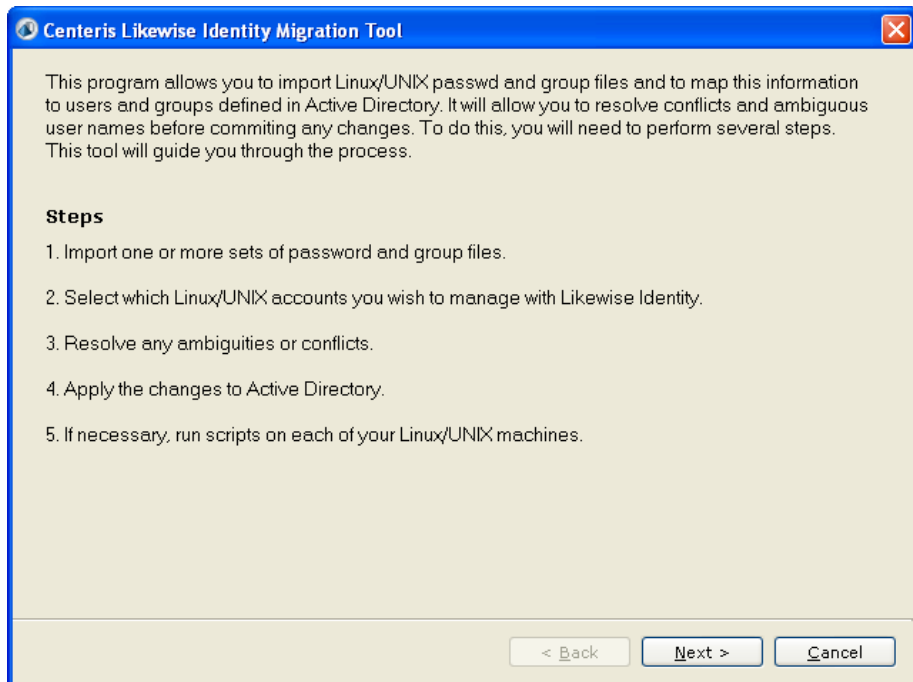 Centeris Likewise Identity Migration Tool
This program allows you to import Linux/UNIX passwd and group files and to map this information
to users and groups defined in Active Directory. It will allow you to resolve conflicts and ambiguous
user names before commiting any changes. To do this, you will need to perform several steps.
This tool will guide you through the process.
Steps
1. Import one or more sets of password and group files.
2. Select which Linux/UNIX accounts you wish to manage with Likewise Identity.
3. Resolve any ambiguities or conflicts.
4. Apply the changes to Active Directory.
5. If necessary, run scripts on each of your Linux/UNIX machines.
< Back Next > Cancel